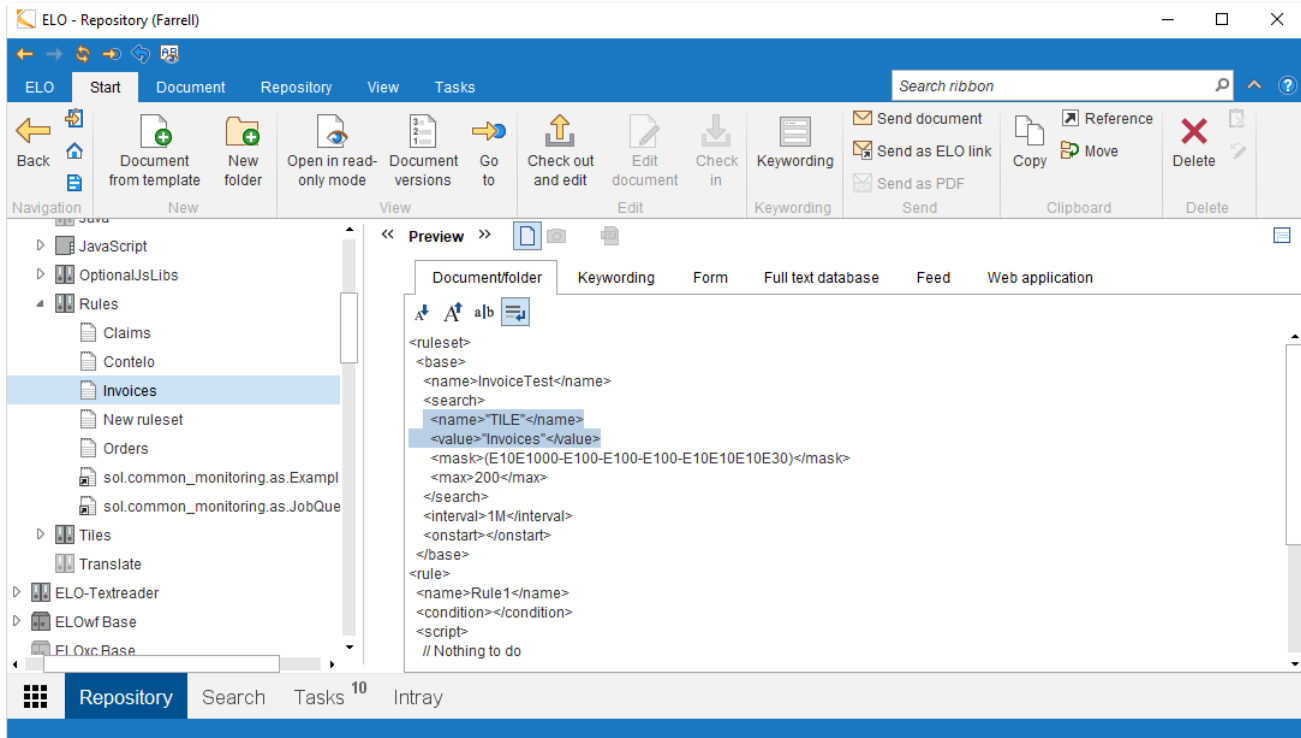 ELO - Repository (Farrell)
ELO Start Document Repository View Tasks Search ribbon
Back
Document from template
New folder
Open in read-only mode
Document versions
Go to
Check out and edit
Edit document
Check in
Keywording
Send document
Send as ELO link
Send as PDF
Copy
Reference
Move
Delete
Navigation New View Edit Keywording Send Clipboard Delete
Java
JavaScript
OptionalJsLibs
Rules
Claims
Contelo
Invoices
New ruleset
Orders
sol.common_monitoring.as.Exampl
sol.common_monitoring.as.JobQue
Tiles
Translate
ELO-Textreader
ELOwf Base
ELOxc Base
« Preview »
Document/folder Keywording Form Full text database Feed Web application
a|b
<ruleset>
<base>
<name>InvoiceTest</name>
<search>
<name>"TILE"</name>
<value>"Invoices"</value>
<mask>(E10E1000-E100-E100-E100-E10E10E10E30)</mask>
<max>200</max>
</search>
<interval>1M</interval>
<onstart></onstart>
</base>
<rule>
<name>Rule1</name>
<condition></condition>
<script>
// Nothing to do
Repository Search Tasks 10 Intray